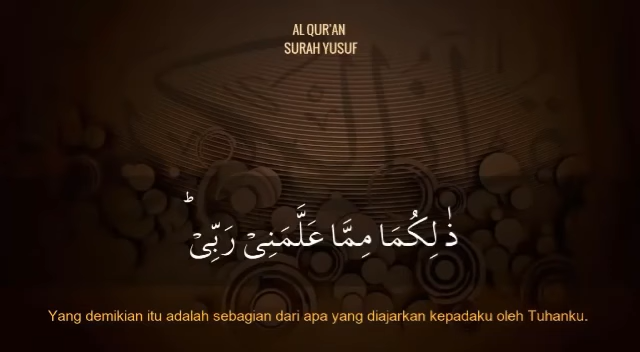 AL QUR'AN
SURAH YUSUF
ذٰلِكُمَا مِمَّا عَلَّمَنِيْ رَبِّيْ ؕ
Yang demikian itu adalah sebagian dari apa yang diajarkan kepadaku oleh Tuhanku.